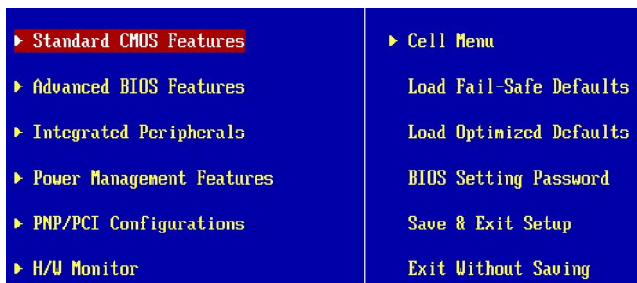 Standard CMOS Features
Advanced BIOS Features
Integrated Peripherals
Power Management Features
PNP/PCI Configurations
H/W Monitor
Cell Menu
Load Fail-Safe Defaults
Load Optimized Defaults
BIOS Setting Password
Save & Exit Setup
Exit Without Saving